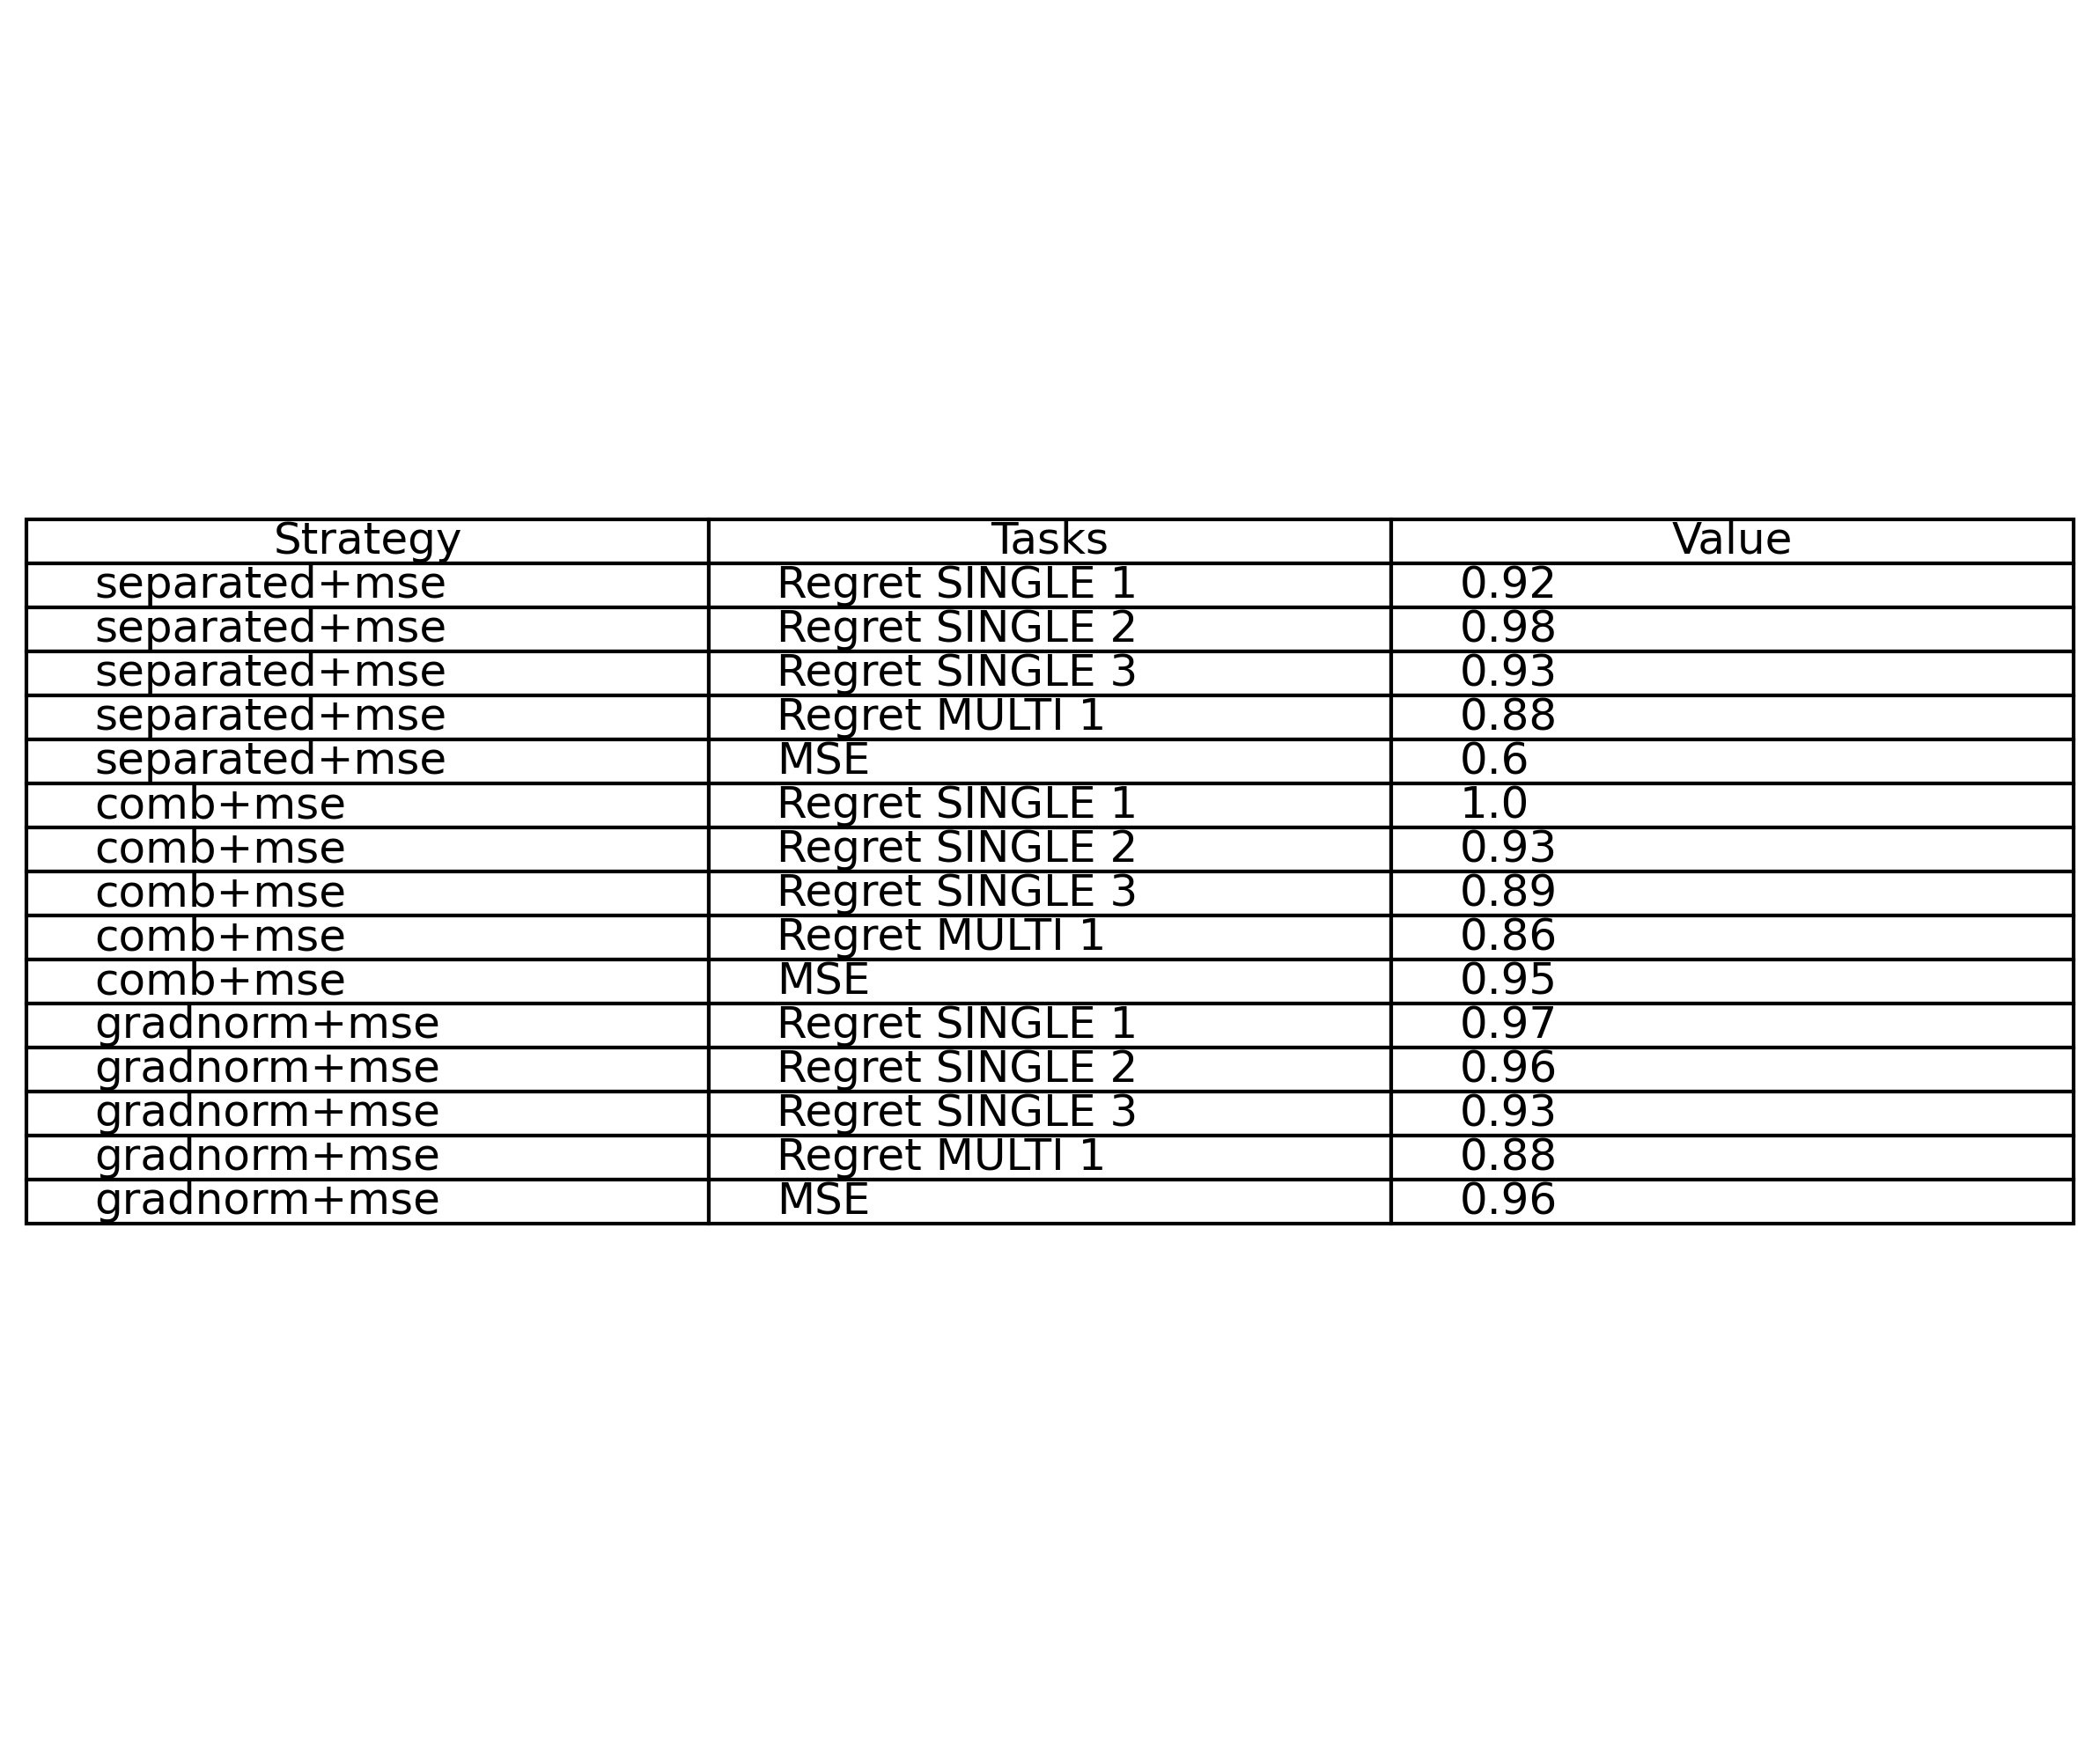 Strategy Tasks Value
separated+mse Regret SINGLE 1 0.92
separated+mse Regret SINGLE 2 0.98
separated+mse Regret SINGLE 3 0.93
separated+mse Regret MULTI 1 0.88
separated+mse MSE 0.6
comb+mse Regret SINGLE 1 1.0
comb+mse Regret SINGLE 2 0.93
comb+mse Regret SINGLE 3 0.89
comb+mse Regret MULTI 1 0.86
comb+mse MSE 0.95
gradnorm+mse Regret SINGLE 1 0.97
gradnorm+mse Regret SINGLE 2 0.96
gradnorm+mse Regret SINGLE 3 0.93
gradnorm+mse Regret MULTI 1 0.88
gradnorm+mse MSE 0.96